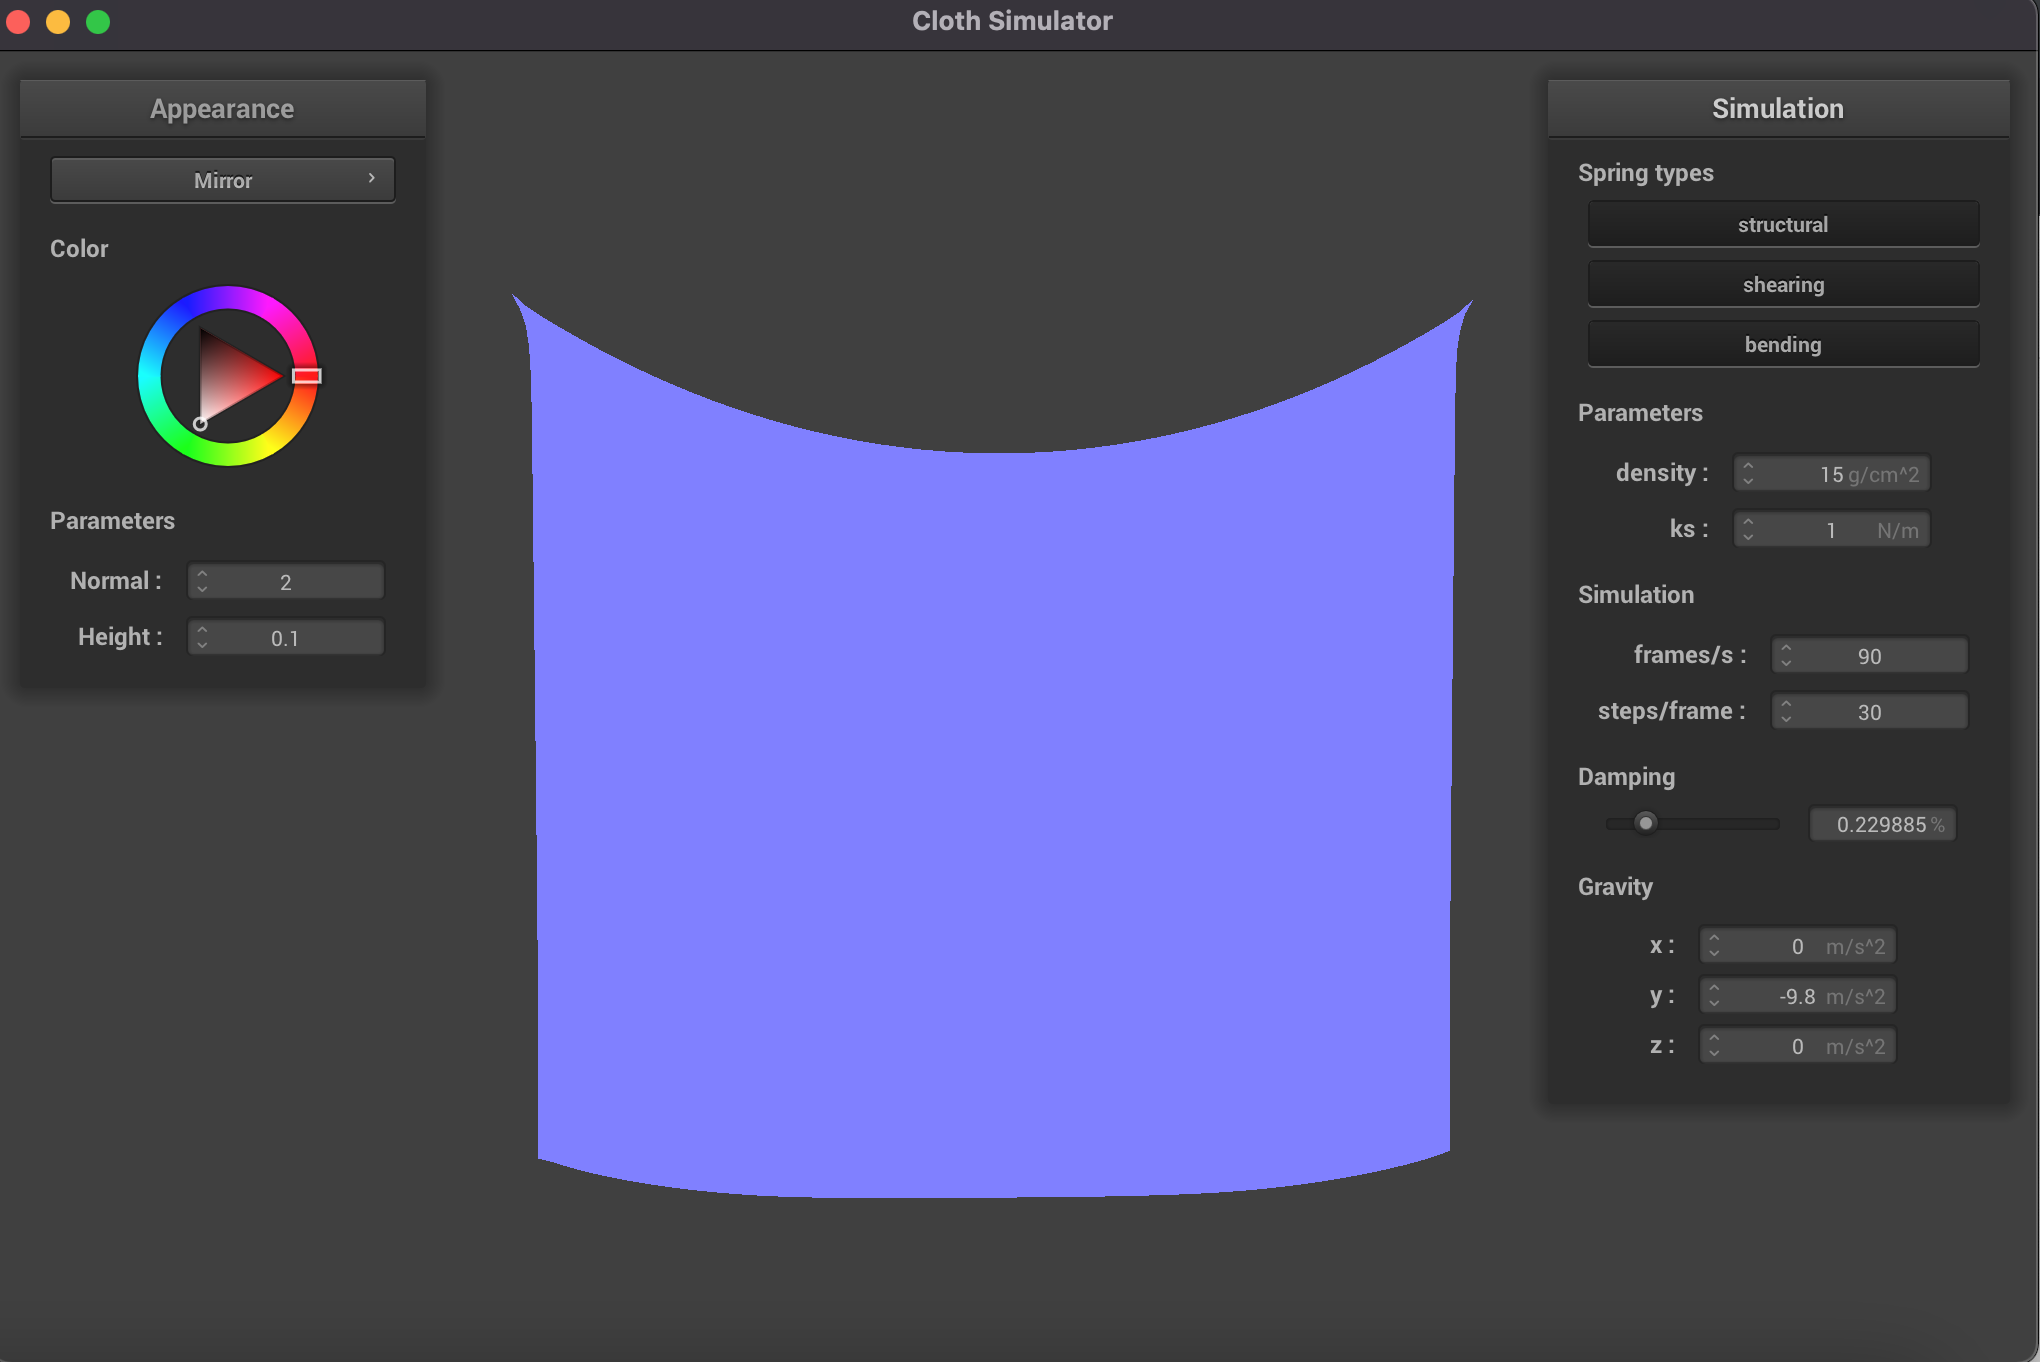 Cloth Simulator
Appearance
Mirror
Color
Parameters
Normal : 2
Height : 0.1
Simulation
Spring types
structural
shearing
bending
Parameters
density : 15 g/cm^2
ks : 1 N/m
Simulation
frames/s : 90
steps/frame : 30
Damping
0.229885 %
Gravity
x : 0 m/s^2
y : -9.8 m/s^2
z : 0 m/s^2